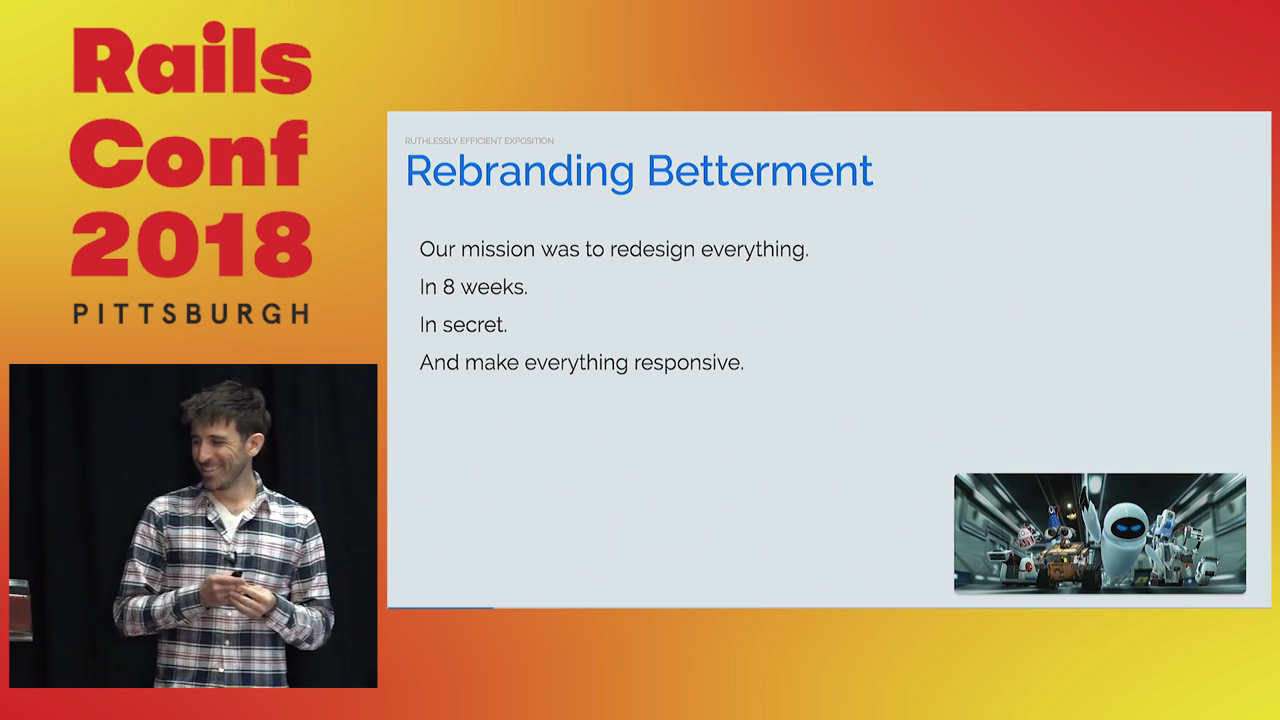 Rails
Conf
2018
PITTSBURGH
RUTHLESSLY EFFICIENT EXPOSITION
Rebranding Betterment
Our mission was to redesign everything.
In 8 weeks.
In secret.
And make everything responsive.